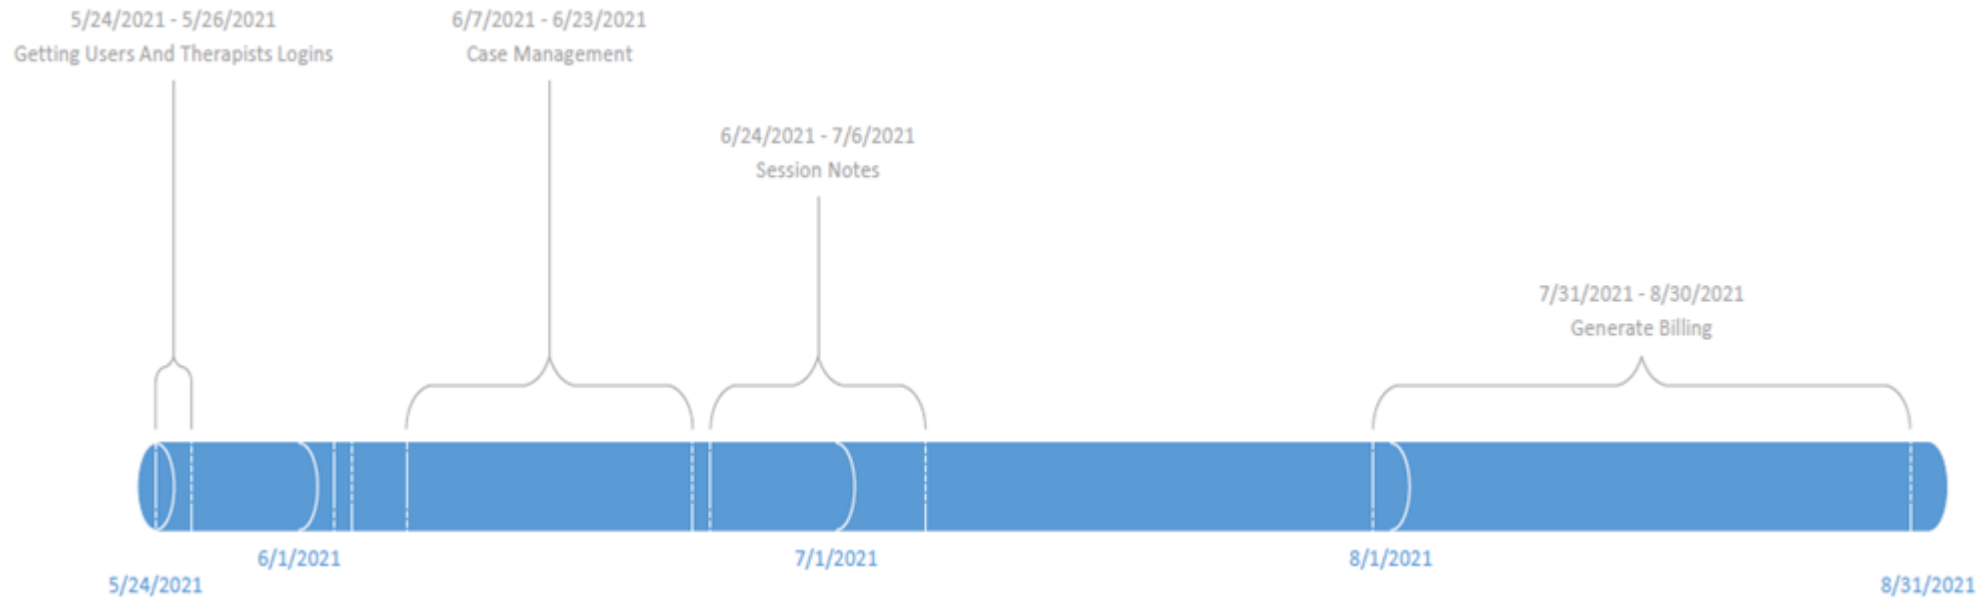 5/24/2021 - 5/26/2021
Getting Users And Therapists Logins
6/7/2021 - 6/23/2021
Case Management
6/24/2021 - 7/6/2021
Session Notes
7/31/2021 - 8/30/2021
Generate Billing
5/24/2021
6/1/2021
7/1/2021
8/1/2021
8/31/2021